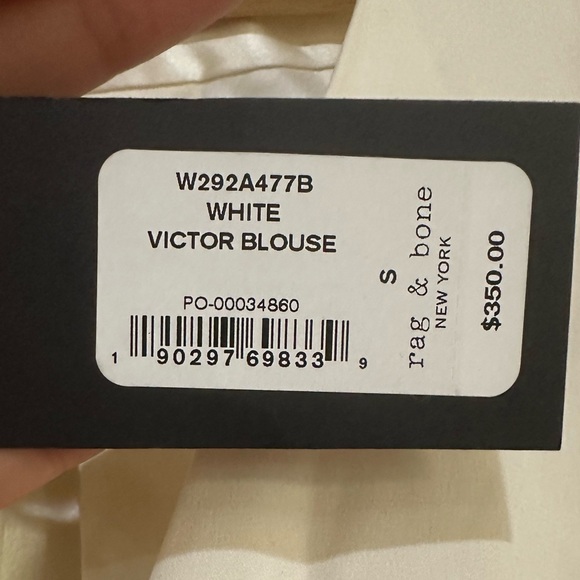 W292A477B
WHITE
VICTOR BLOUSE
PO-00034860
1 90297 69833 9
S
rag & bone
NEW YORK
$350.00